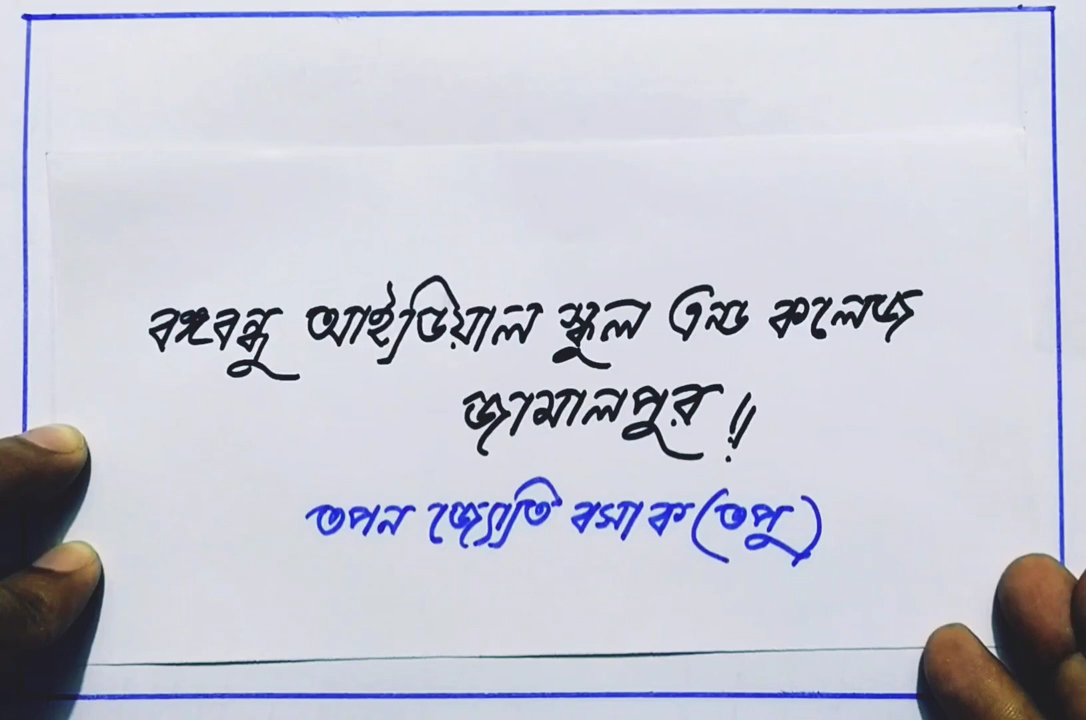 বঙ্গবন্ধু আইডিয়াল স্কুল এন্ড কলেজ
জামালপুর!!
তপন জ্যোতি বসাক (তপু)